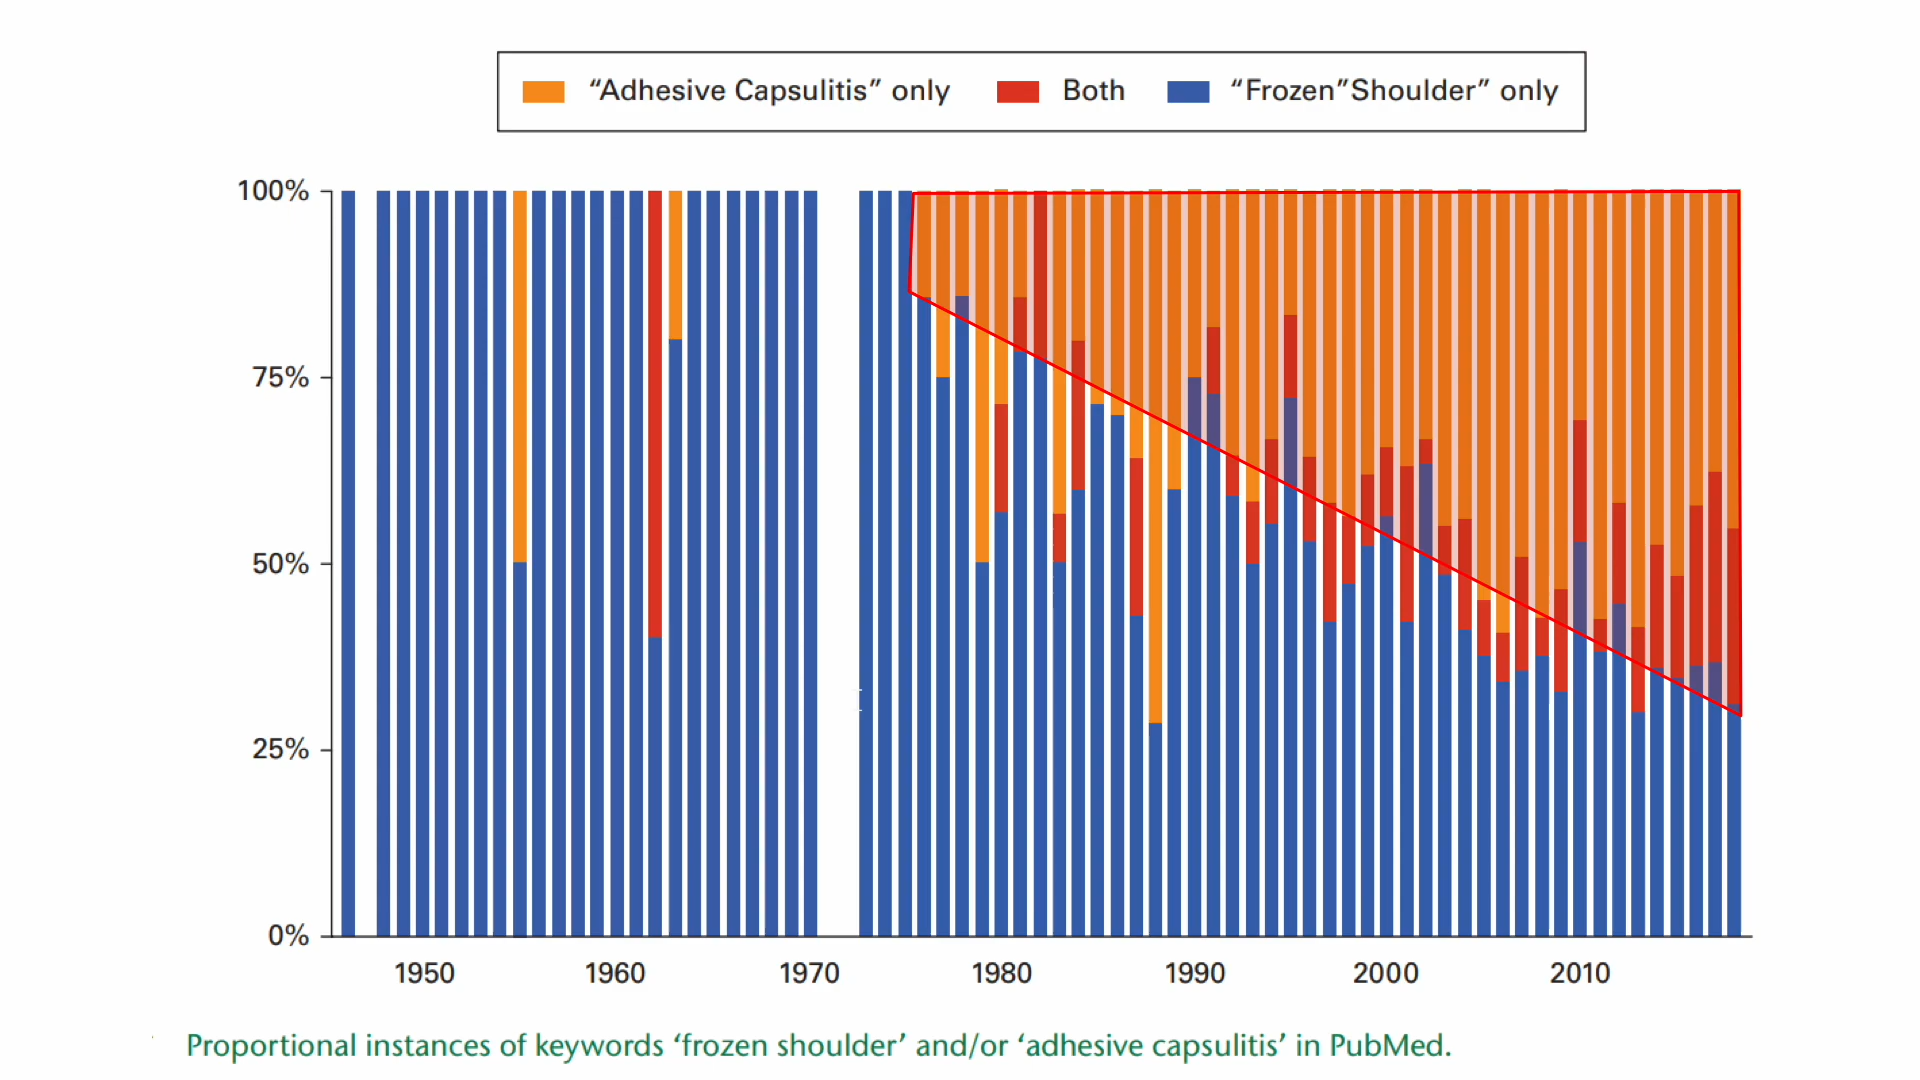 “Adhesive Capsulitis” only Both “Frozen”Shoulder” only
100%
75%
50%
25%
0%
1950 1960 1970 1980 1990 2000 2010
Proportional instances of keywords ‘frozen shoulder’ and/or ‘adhesive capsulitis’ in PubMed.